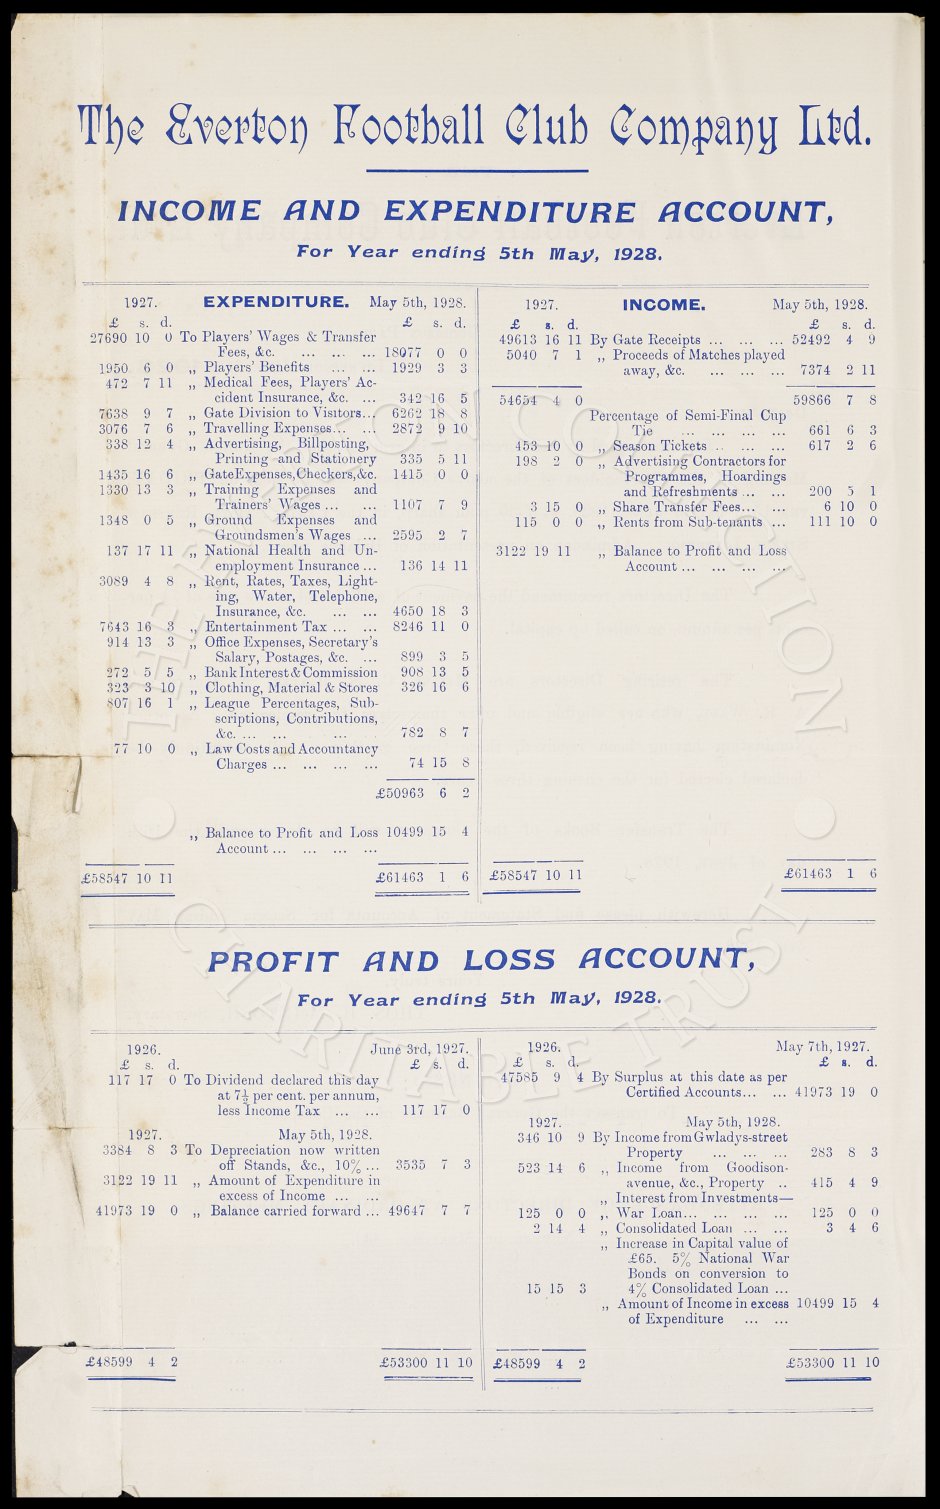 The Everton Football Club Company Ltd.
INCOME AND EXPENDITURE ACCOUNT,
For Year ending 5th May, 1928.
1927. EXPENDITURE. May 5th, 1928.
£ s. d. £ s. d.
27690 10 0 To Players' Wages & Transfer
Fees, &c. ... ... ... 18077 0 0
1950 6 0 ,, Players' Benefits ... ... 1929 3 3
472 7 11 ,, Medical Fees, Players' Ac-
cident Insurance, &c. ... 342 16 5
7638 9 7 ,, Gate Division to Visitors... 6262 18 8
3076 7 6 ,, Travelling Expenses... ... 2872 9 10
338 12 4 ,, Advertising, Billposting,
Printing and Stationery 335 5 11
1435 16 6 ,, Gate Expenses, Checkers, &c. 1415 0 0
1330 13 3 ,, Training Expenses and
Trainers' Wages ... ... 1107 7 9
1348 0 5 ,, Ground Expenses and
Groundsmen's Wages ... 2595 2 7
137 17 11 ,, National Health and Un-
employment Insurance ... 136 14 11
3089 4 8 ,, Rent, Rates, Taxes, Light-
ing, Water, Telephone,
Insurance, &c. ... ... 4650 18 3
7643 16 3 ,, Entertainment Tax ... ... 8246 11 0
914 13 3 ,, Office Expenses, Secretary's
Salary, Postages, &c. ... 899 3 5
272 5 5 ,, Bank Interest & Commission 908 13 5
323 3 10 ,, Clothing, Material & Stores 326 16 6
807 16 1 ,, League Percentages, Sub-
scriptions, Contributions,
&c. ... ... ... 782 8 7
77 10 0 ,, Law Costs and Accountancy
Charges ... ... ... ... 74 15 8
£50963 6 2
,, Balance to Profit and Loss 10499 15 4
Account ... ... ... ...
£58547 10 11 £61463 1 6
1927. INCOME. May 5th, 1928.
£ s. d. £ s. d.
49613 16 11 By Gate Receipts ... ... ... 52492 4 9
5040 7 1 ,, Proceeds of Matches played
away, &c. ... ... ... 7374 2 11
54654 4 0 59866 7 8
Percentage of Semi-Final Cup
Tie ... ... ... ... 661 6 3
453 10 0 ,, Season Tickets .. ... ... 617 2 6
198 2 0 ,, Advertising Contractors for
Programmes, Hoardings
and Refreshments ... ... 200 5 1
3 15 0 ,, Share Transfer Fees... ... 6 10 0
115 0 0 ,, Rents from Sub-tenants ... 111 10 0
3122 19 11 ,, Balance to Profit and Loss
Account ... ... ... ...
£58547 10 11 £61463 1 6
PROFIT AND LOSS ACCOUNT,
For Year ending 5th May, 1928.
1926. June 3rd, 1927.
£ s. d. £ s. d.
117 17 0 To Dividend declared this day
at 7½ per cent. per annum,
less Income Tax ... ... 117 17 0
1927. May 5th, 1928.
3384 8 3 To Depreciation now written
off Stands, &c., 10% ... 3535 7 3
3122 19 11 ,, Amount of Expenditure in
excess of Income ... ...
41973 19 0 ,, Balance carried forward ... 49647 7 7
£48599 4 2 £53300 11 10
1926. May 7th, 1927.
£ s. d. £ s. d.
47585 9 4 By Surplus at this date as per
Certified Accounts... ... 41973 19 0
1927. May 5th, 1928.
346 10 9 By Income from Gwladys-street
Property ... ... ... 283 8 3
523 14 6 ,, Income from Goodison-
avenue, &c., Property .. 415 4 9
,, Interest from Investments—
125 0 0 ,, War Loan... ... ... ... 125 0 0
2 14 4 ,, Consolidated Loan ... ... 3 4 6
,, Increase in Capital value of
£65. 5% National War
Bonds on conversion to
15 15 3 4% Consolidated Loan ...
,, Amount of Income in excess 10499 15 4
of Expenditure ... ...
£48599 4 2 £53300 11 10
THE EVERTON COLLECTION
CHARITABLE TRUST